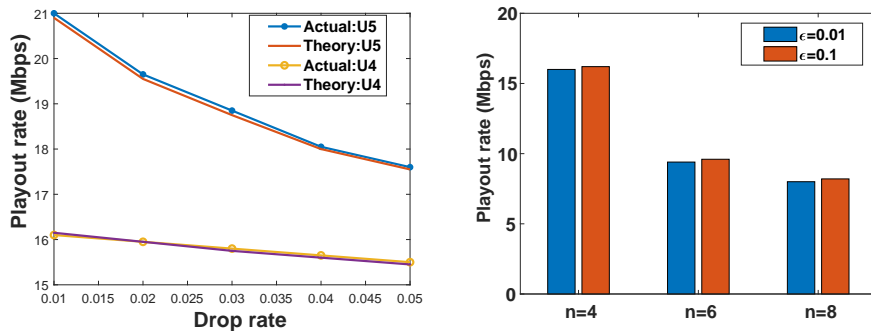 21
20
19
18
17
16
15
Playout rate (Mbps)
Actual:U5
Theory:U5
Actual:U4
Theory:U4
0.01 0.015 0.02 0.025 0.03 0.035 0.04 0.045 0.05
Drop rate
20
15
10
5
0
Playout rate (Mbps)
ϵ=0.01
ϵ=0.1
n=4 n=6 n=8